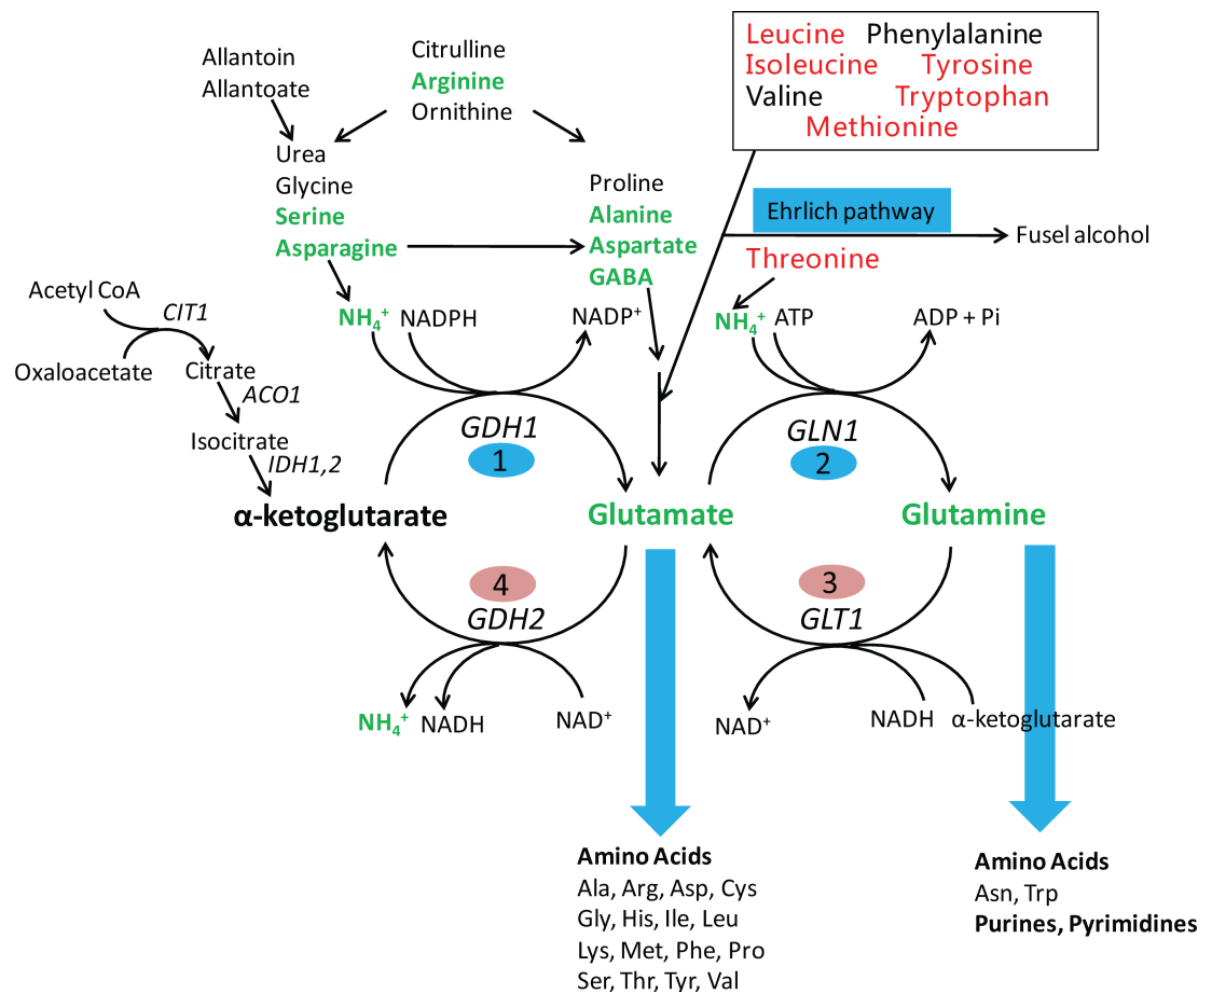 Allantoin
Allantoate
Citrulline
Arginine
Ornithine
Leucine Phenylalanine
Isoleucine Tyrosine
Valine Tryptophan
Methionine
Urea
Glycine
Serine
Asparagine
Proline
Alanine
Aspartate
GABA
Ehrlich pathway
Fusel alcohol
Threonine
Acetyl CoA
CIT1
Oxaloacetate
Citrate
ACO1
Isocitrate
IDH1,2
NH₄⁺ NADPH
NADP⁺
NH₄⁺ ATP
ADP + Pi
GDH1
1
GLN1
2
α-ketoglutarate
Glutamate
Glutamine
4
GDH2
3
GLT1
NH₄⁺ NADH
NAD⁺
NAD⁺
NADH α-ketoglutarate
Amino Acids
Ala, Arg, Asp, Cys
Gly, His, Ile, Leu
Lys, Met, Phe, Pro
Ser, Thr, Tyr, Val
Amino Acids
Asn, Trp
Purines, Pyrimidines